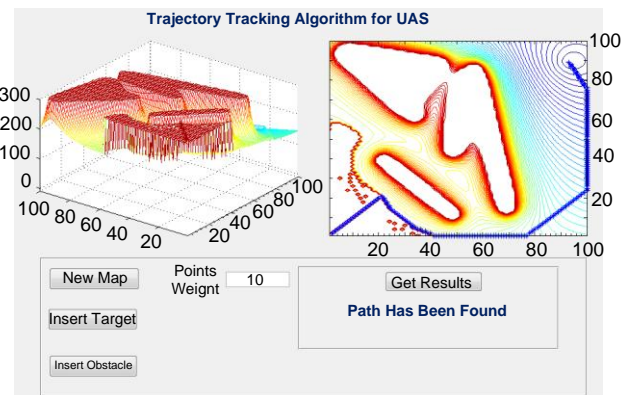 Trajectory Tracking Algorithm for UAS
300
200
100
0
100 80 60 40 20
20 40 60 80 100
100
80
60
40
20
20 40 60 80 100
New Map
Points Weignt
10
Get Results
Insert Target
Path Has Been Found
Insert Obstacle